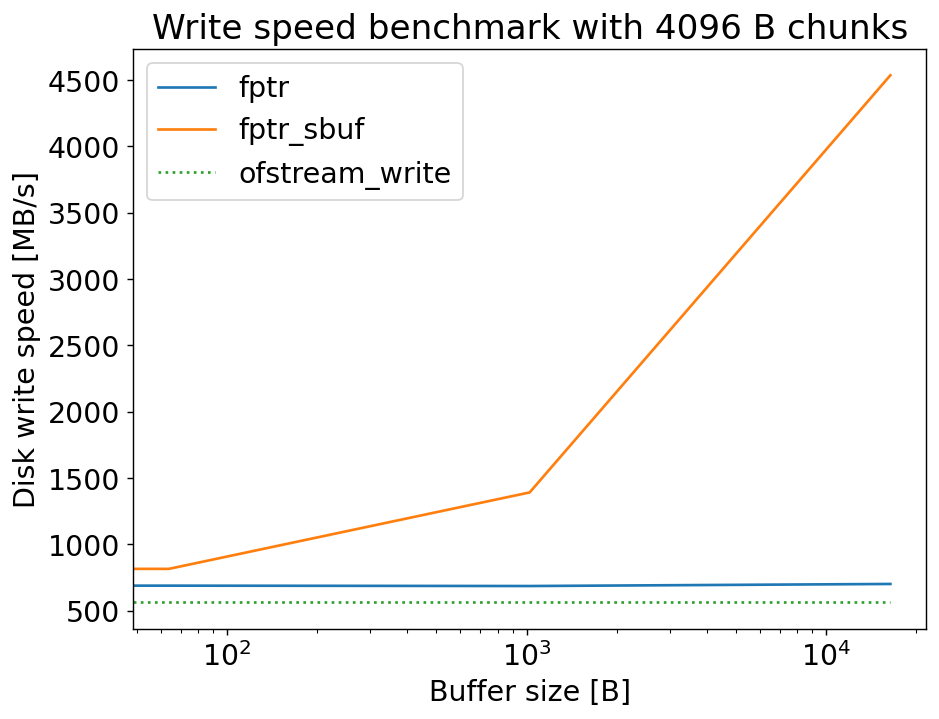 Write speed benchmark with 4096 B chunks
fptr
fptr_sbuf
ofstream_write
Disk write speed [MB/s]
4500
4000
3500
3000
2500
2000
1500
1000
500
10²
10³
10⁴
Buffer size [B]